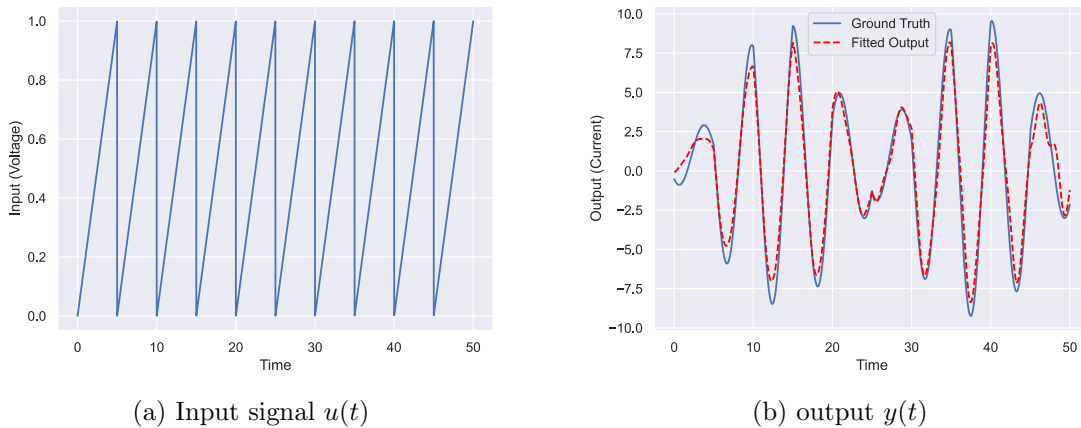 1.0
0.8
0.6
0.4
0.2
0.0
Input (Voltage)
0 10 20 30 40 50
Time
(a) Input signal u(t)
10.0
7.5
5.0
2.5
0.0
−2.5
−5.0
−7.5
−10.0
Output (Current)
Ground Truth
Fitted Output
0 10 20 30 40 50
Time
(b) output y(t)